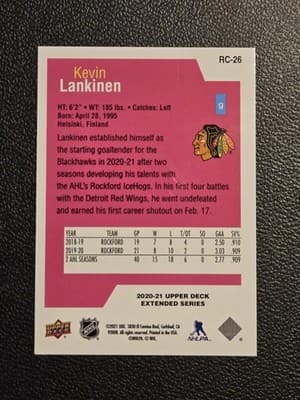 RC-26
Kevin
Lankinen
g
HT: 6'2" • WT: 185 lbs. • Catches: Left
Born: April 28, 1995
Helsinki, Finland
Lankinen established himself as
the starting goaltender for the
Blackhawks in 2020-21 after two
seasons developing his talents with
the AHL's Rockford IceHogs. In his first four battles
with the Detroit Red Wings, he went undefeated
and earned his first career shutout on Feb. 17.
YEAR TEAM GP W L T/OT SO GAA SV%
2018-19 ROCKFORD 19 7 8 4 0 2.50 .910
2019-20 ROCKFORD 21 8 10 2 0 3.03 .909
2 AHL SEASONS 40 15 18 6 0 2.77 .909
2020-21 UPPER DECK
EXTENDED SERIES
UPPER DECK
NHLPA